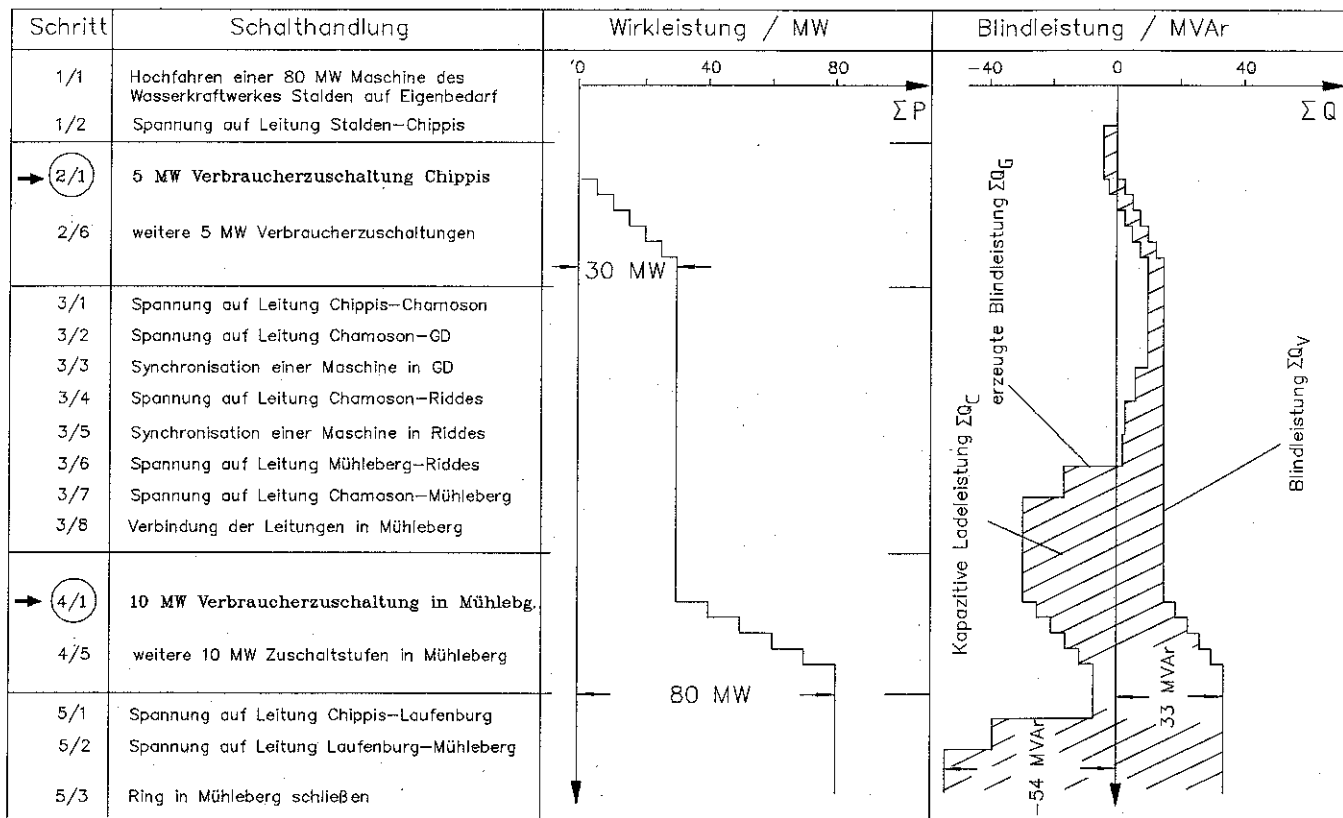 Schritt Schalthandlung Wirkleistung / MW Blindleistung / MVAr
0 40 80 -40 0 40
ΣP ΣQ
1/1 Hochfahren einer 80 MW Maschine des
Wasserkraftwerkes Stalden auf Eigenbedarf
1/2 Spannung auf Leitung Stalden-Chippis
2/1 5 MW Verbraucherzuschaltung Chippis
2/6 weitere 5 MW Verbraucherzuschaltungen
30 MW
3/1 Spannung auf Leitung Chippis-Chamoson
3/2 Spannung auf Leitung Chamoson-GD
3/3 Synchronisation einer Maschine in GD
3/4 Spannung auf Leitung Chamoson-Riddes
3/5 Synchronisation einer Maschine in Riddes
3/6 Spannung auf Leitung Mühleberg-Riddes
3/7 Spannung auf Leitung Chamoson-Mühleberg
3/8 Verbindung der Leitungen in Mühleberg
4/1 10 MW Verbraucherzuschaltung in Mühlebg.
4/5 weitere 10 MW Zuschaltstufen in Mühleberg
80 MW
5/1 Spannung auf Leitung Chippis-Laufenburg
5/2 Spannung auf Leitung Laufenburg-Mühleberg
5/3 Ring in Mühleberg schließen
Kapazitive Ladeleistung ΣQC
erzeugte Blindleistung ΣQG
Blindleistung ΣQV
33 MVAr
-54 MVAr